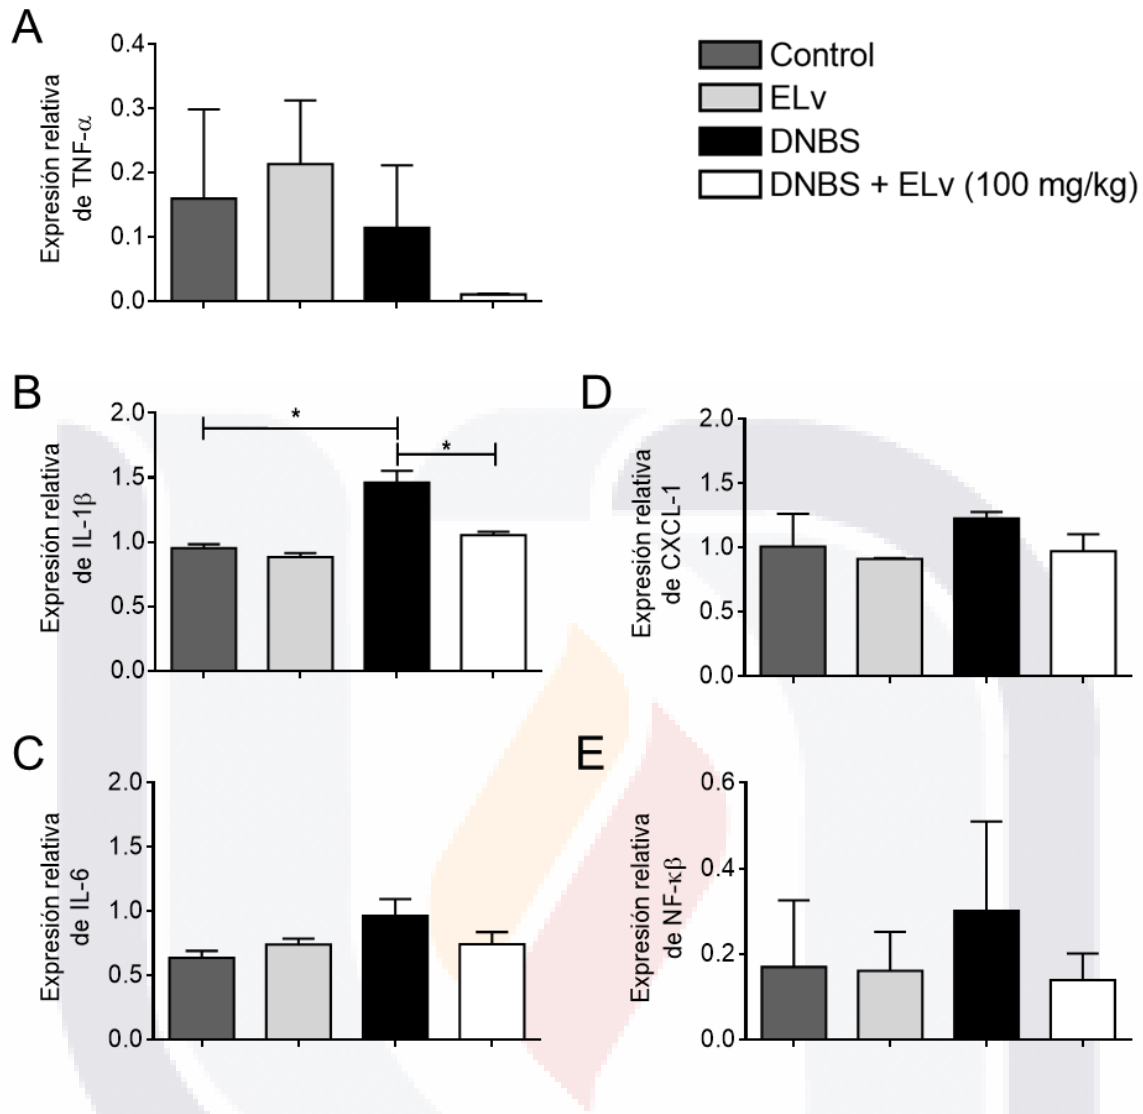 A
Expresión relativa
de TNF-α
0.4
0.3
0.2
0.1
0.0
Control
ELv
DNBS
DNBS + ELv (100 mg/kg)
B
Expresión relativa
de IL-1β
2.0
1.5
1.0
0.5
0.0
*
*
D
Expresión relativa
de CXCL-1
2.0
1.5
1.0
0.5
0.0
C
Expresión relativa
de IL-6
2.0
1.5
1.0
0.5
0.0
E
Expresión relativa
de NF-κβ
0.6
0.4
0.2
0.0